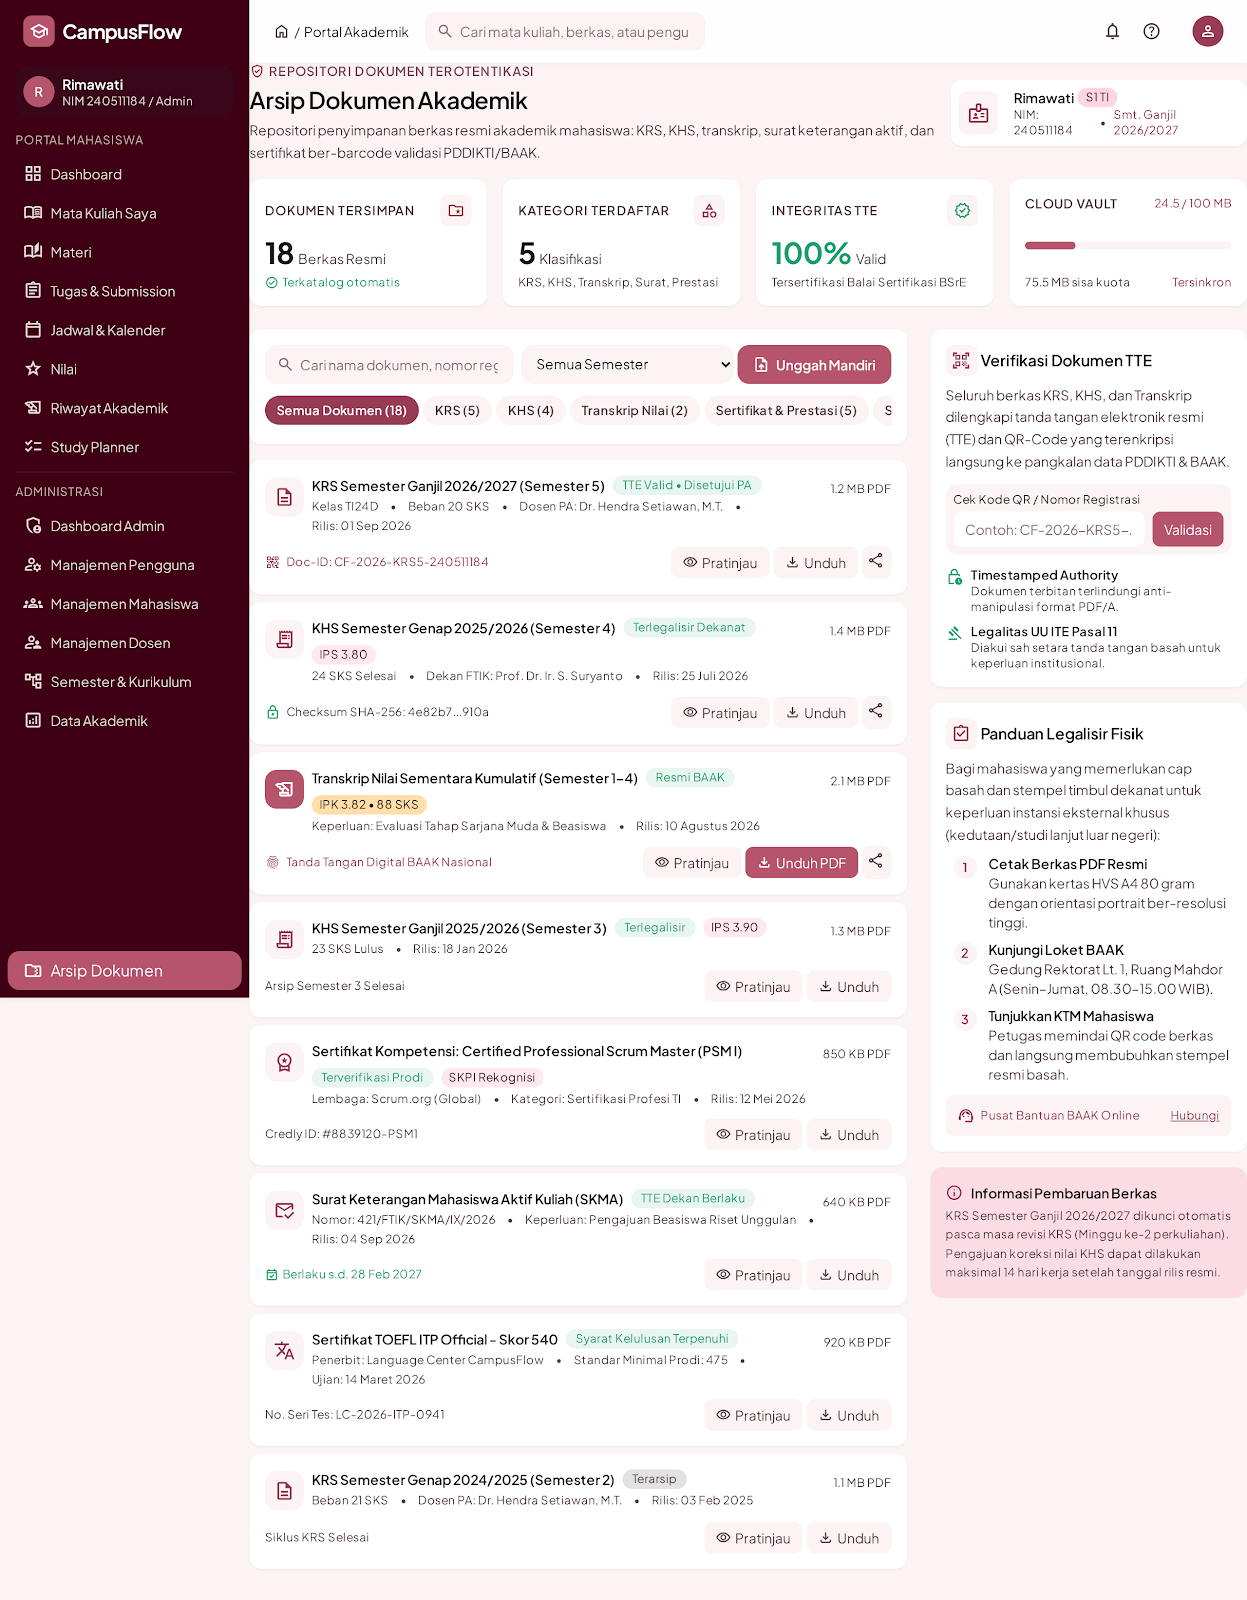 CampusFlow
R
Rimawati
NIM 240511184 / Admin
PORTAL MAHASISWA
Dashboard
Mata Kuliah Saya
Materi
Tugas & Submission
Jadwal & Kalender
Nilai
Riwayat Akademik
Study Planner
ADMINISTRASI
Dashboard Admin
Manajemen Pengguna
Manajemen Mahasiswa
Manajemen Dosen
Semester & Kurikulum
Data Akademik
Arsip Dokumen
/ Portal Akademik
Cari mata kuliah, berkas, atau pengu
REPOSITORI DOKUMEN TEROTENTIKASI
Arsip Dokumen Akademik
Repositori penyimpanan berkas resmi akademik mahasiswa: KRS, KHS, transkrip, surat keterangan aktif, dan
sertifikat ber-barcode validasi PDDIKTI/BAAK.
Rimawati S1 TI
NIM: 240511184 • Smt. Ganjil 2026/2027
DOKUMEN TERSIMPAN
18 Berkas Resmi
Terkatalog otomatis
KATEGORI TERDAFTAR
5 Klasifikasi
KRS, KHS, Transkrip, Surat, Prestasi
INTEGRITAS TTE
100% Valid
Tersertifikasi Balai Sertifikasi BSrE
CLOUD VAULT 24.5 / 100 MB
75.5 MB sisa kuota Tersinkron
Cari nama dokumen, nomor reg
Semua Semester
Unggah Mandiri
Semua Dokumen (18) KRS (5) KHS (4) Transkrip Nilai (2) Sertifikat & Prestasi (5) S
KRS Semester Ganjil 2026/2027 (Semester 5) TTE Valid • Disetujui PA 1.2 MB PDF
Kelas TI24D • Beban 20 SKS • Dosen PA: Dr. Hendra Setiawan, M.T. •
Rilis: 01 Sep 2026
Doc-ID: CF-2026-KRS5-240511184 Pratinjau Unduh
KHS Semester Genap 2025/2026 (Semester 4) Terlegalisir Dekanat 1.4 MB PDF
IPS 3.80
24 SKS Selesai • Dekan FTIK: Prof. Dr. Ir. S. Suryanto • Rilis: 25 Juli 2026
Checksum SHA-256: 4e82b7...910a Pratinjau Unduh
Transkrip Nilai Sementara Kumulatif (Semester 1–4) Resmi BAAK 2.1 MB PDF
IPK 3.82 • 88 SKS
Keperluan: Evaluasi Tahap Sarjana Muda & Beasiswa • Rilis: 10 Agustus 2026
Tanda Tangan Digital BAAK Nasional Pratinjau Unduh PDF
KHS Semester Ganjil 2025/2026 (Semester 3) Terlegalisir IPS 3.90 1.3 MB PDF
23 SKS Lulus • Rilis: 18 Jan 2026
Arsip Semester 3 Selesai Pratinjau Unduh
Sertifikat Kompetensi: Certified Professional Scrum Master (PSM I) 850 KB PDF
Terverifikasi Prodi SKPI Rekognisi
Lembaga: Scrum.org (Global) • Kategori: Sertifikasi Profesi TI • Rilis: 12 Mei 2026
Credly ID: #8839120-PSM1 Pratinjau Unduh
Surat Keterangan Mahasiswa Aktif Kuliah (SKMA) TTE Dekan Berlaku 640 KB PDF
Nomor: 421/FTIK/SKMA/IX/2026 • Keperluan: Pengajuan Beasiswa Riset Unggulan •
Rilis: 04 Sep 2026
Berlaku s.d. 28 Feb 2027 Pratinjau Unduh
Sertifikat TOEFL ITP Official - Skor 540 Syarat Kelulusan Terpenuhi 920 KB PDF
Penerbit: Language Center CampusFlow • Standar Minimal Prodi: 475 •
Ujian: 14 Maret 2026
No. Seri Tes: LC-2026-ITP-0941 Pratinjau Unduh
KRS Semester Genap 2024/2025 (Semester 2) Terarsip 1.1 MB PDF
Beban 21 SKS • Dosen PA: Dr. Hendra Setiawan, M.T. • Rilis: 03 Feb 2025
Siklus KRS Selesai Pratinjau Unduh
Verifikasi Dokumen TTE
Seluruh berkas KRS, KHS, dan Transkrip
dilengkapi tanda tangan elektronik resmi
(TTE) dan QR-Code yang terenkripsi
langsung ke pangkalan data PDDIKTI & BAAK.
Cek Kode QR / Nomor Registrasi
Contoh: CF-2026-KRS5-. Validasi
Timestamped Authority
Dokumen terbitan terlindungi anti-
manipulasi format PDF/A.
Legalitas UU ITE Pasal 11
Diakui sah setara tanda tangan basah untuk
keperluan institusional.
Panduan Legalisir Fisik
Bagi mahasiswa yang memerlukan cap
basah dan stempel timbul dekanat untuk
keperluan instansi eksternal khusus
(kedutaan/studi lanjut luar negeri):
1 Cetak Berkas PDF Resmi
Gunakan kertas HVS A4 80 gram
dengan orientasi portrait ber-resolusi
tinggi.
2 Kunjungi Loket BAAK
Gedung Rektorat Lt. 1, Ruang Mahdor
A (Senin–Jumat, 08.30–15.00 WIB).
3 Tunjukkan KTM Mahasiswa
Petugas memindai QR code berkas
dan langsung membubuhkan stempel
resmi basah.
Pusat Bantuan BAAK Online Hubungi
Informasi Pembaruan Berkas
KRS Semester Ganjil 2026/2027 dikunci otomatis
pasca masa revisi KRS (Minggu ke-2 perkuliahan).
Pengajuan koreksi nilai KHS dapat dilakukan
maksimal 14 hari kerja setelah tanggal rilis resmi.